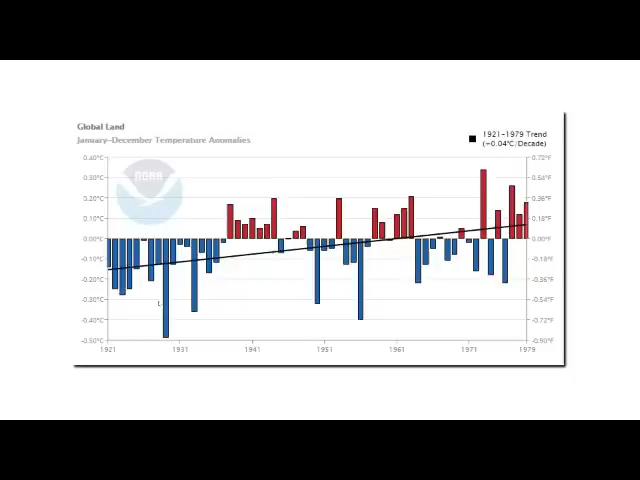 Global Land
January-December Temperature Anomalies
1921-1979 Trend
(+0.04°C/Decade)
NOAA
0.40°C 0.72°F
0.30°C 0.54°F
0.20°C 0.36°F
0.10°C 0.18°F
0.00°C 0.00°F
-0.10°C -0.18°F
-0.20°C -0.36°F
-0.30°C -0.54°F
-0.40°C -0.72°F
-0.50°C -0.90°F
1921 1931 1941 1951 1961 1971 1979